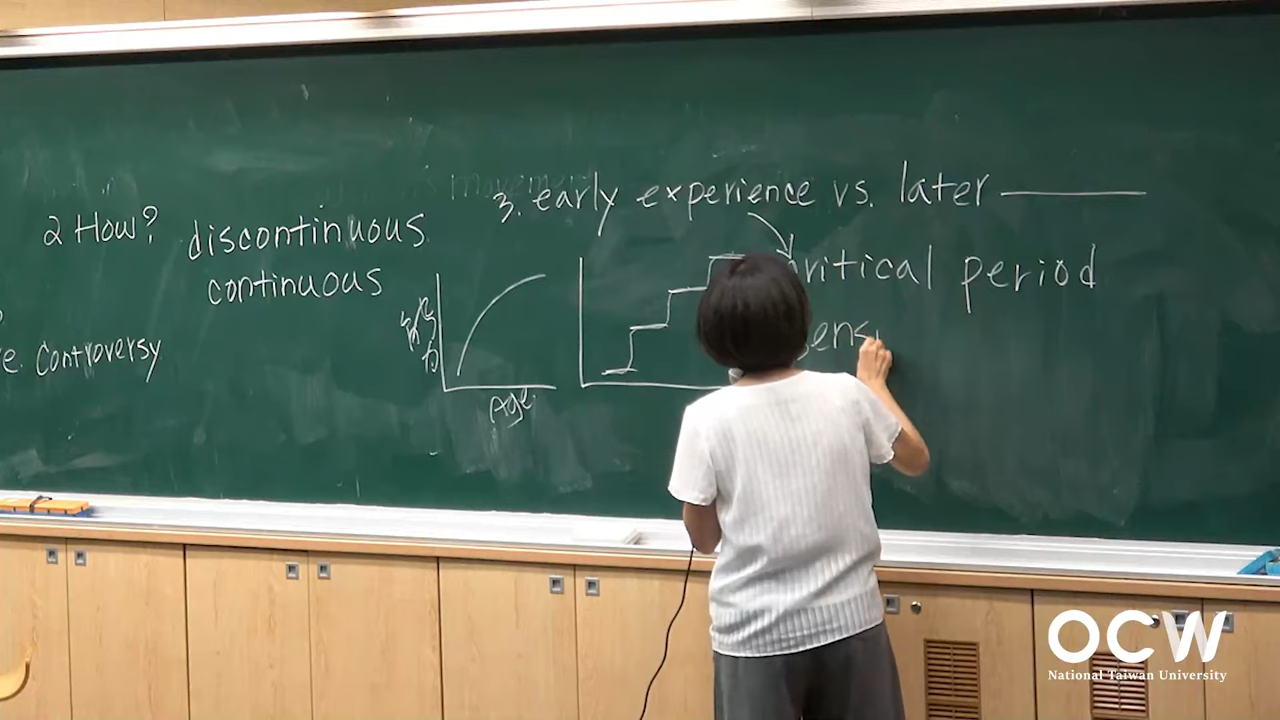 2 How?
discontinuous
continuous
Controversy
能力
Age
3. early experience vs. later
critical period
sens
OCW
National Taiwan University